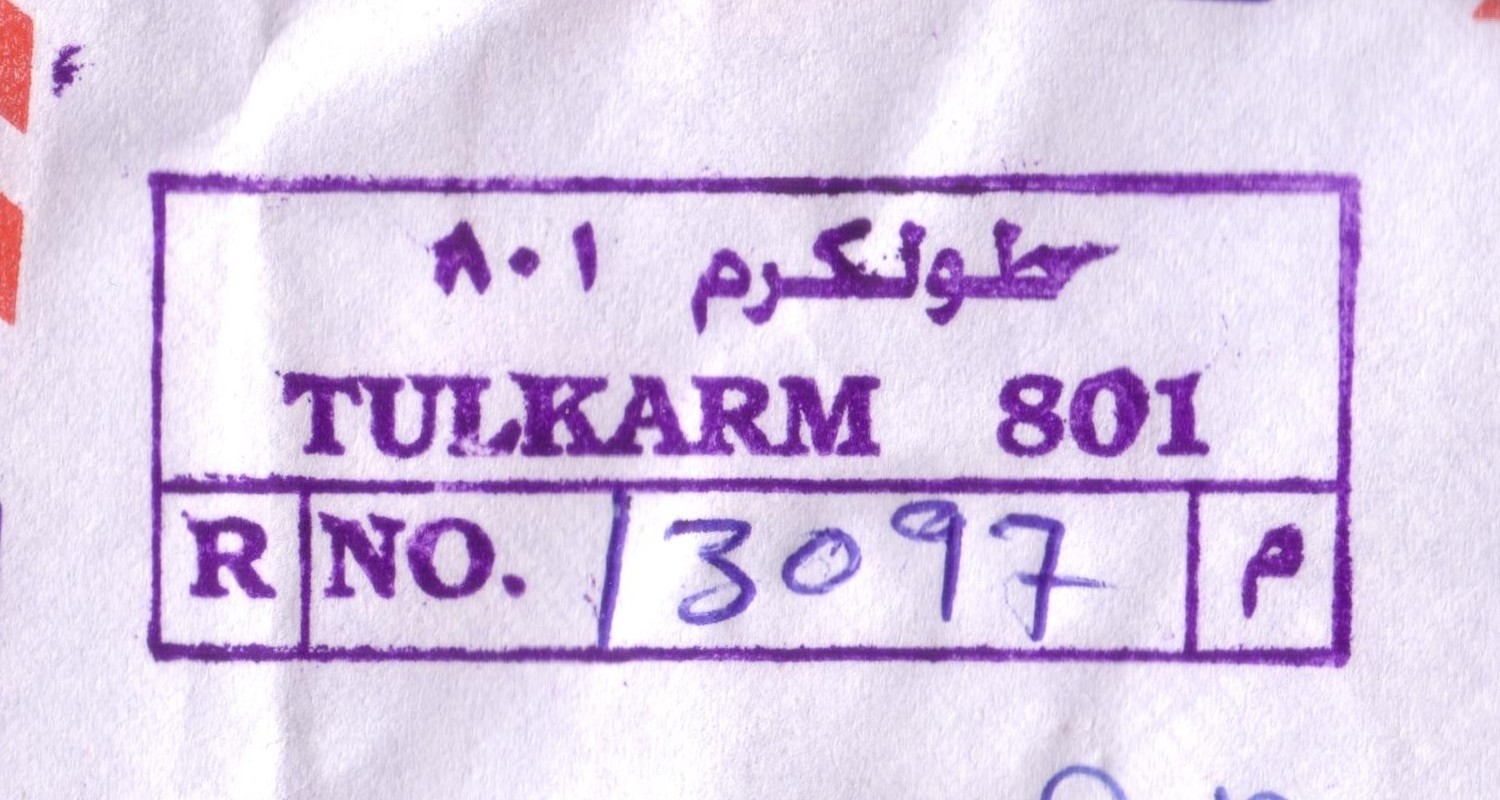 طولكرم ٨٠١
TULKARM 801
R NO. 3097 م